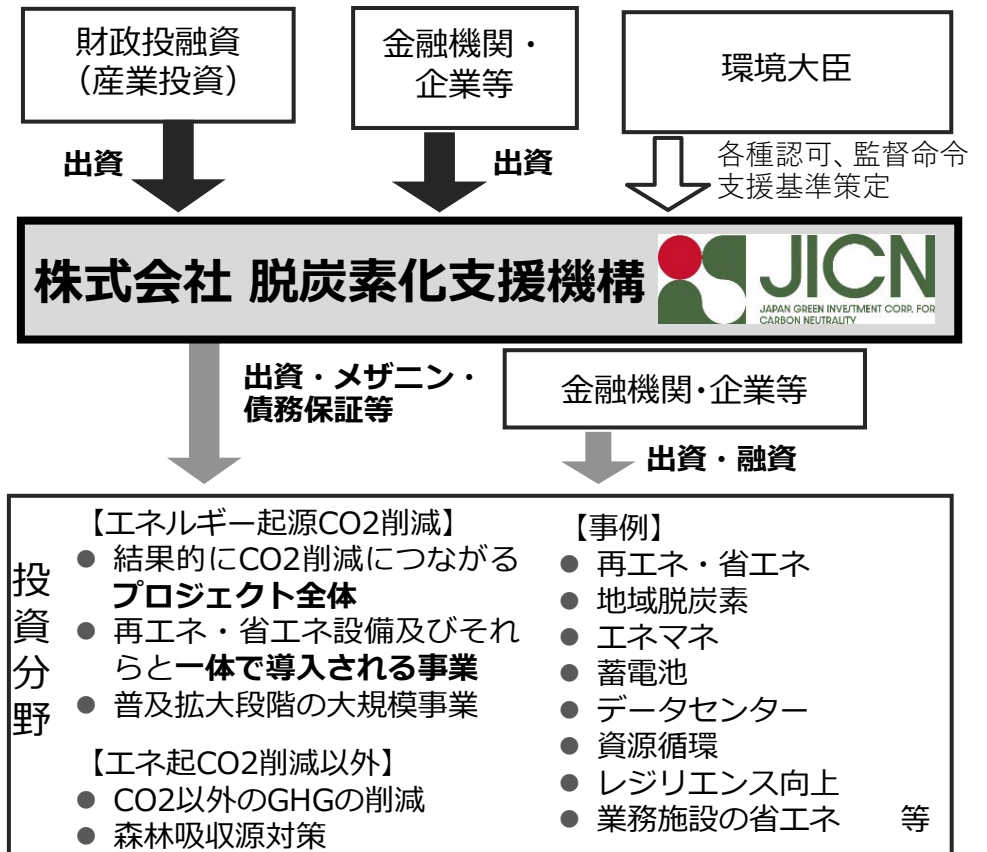 財政投融資
（産業投資）
金融機関・
企業等
環境大臣
出資
出資
各種認可、監督命令
支援基準策定
株式会社 脱炭素化支援機構
JICN
JAPAN GREEN INVESTMENT CORP. FOR
CARBON NEUTRALITY
出資・メザニン・
債務保証等
金融機関・企業等
出資・融資
投資分野
【エネルギー起源CO2削減】
● 結果的にCO2削減につながる
プロジェクト全体
● 再エネ・省エネ設備及びそれ
らと一体で導入される事業
● 普及拡大段階の大規模事業
【エネ起CO2削減以外】
● CO2以外のGHGの削減
● 森林吸収源対策
【事例】
● 再エネ・省エネ
● 地域脱炭素
● エネマネ
● 蓄電池
● データセンター
● 資源循環
● レジリエンス向上
● 業務施設の省エネ　等